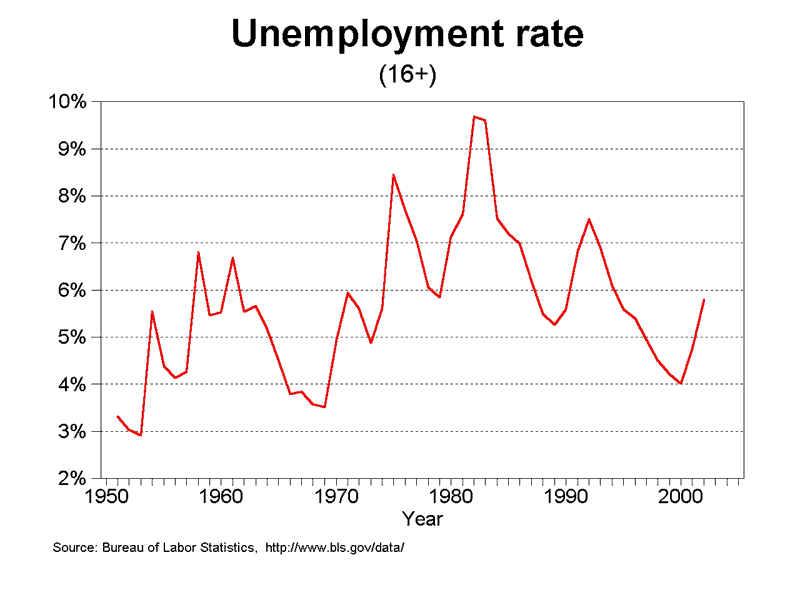 Unemployment rate
(16+)
10%
9%
8%
7%
6%
5%
4%
3%
2%
1950 1960 1970 1980 1990 2000
Year
Source: Bureau of Labor Statistics, http://www.bls.gov/data/